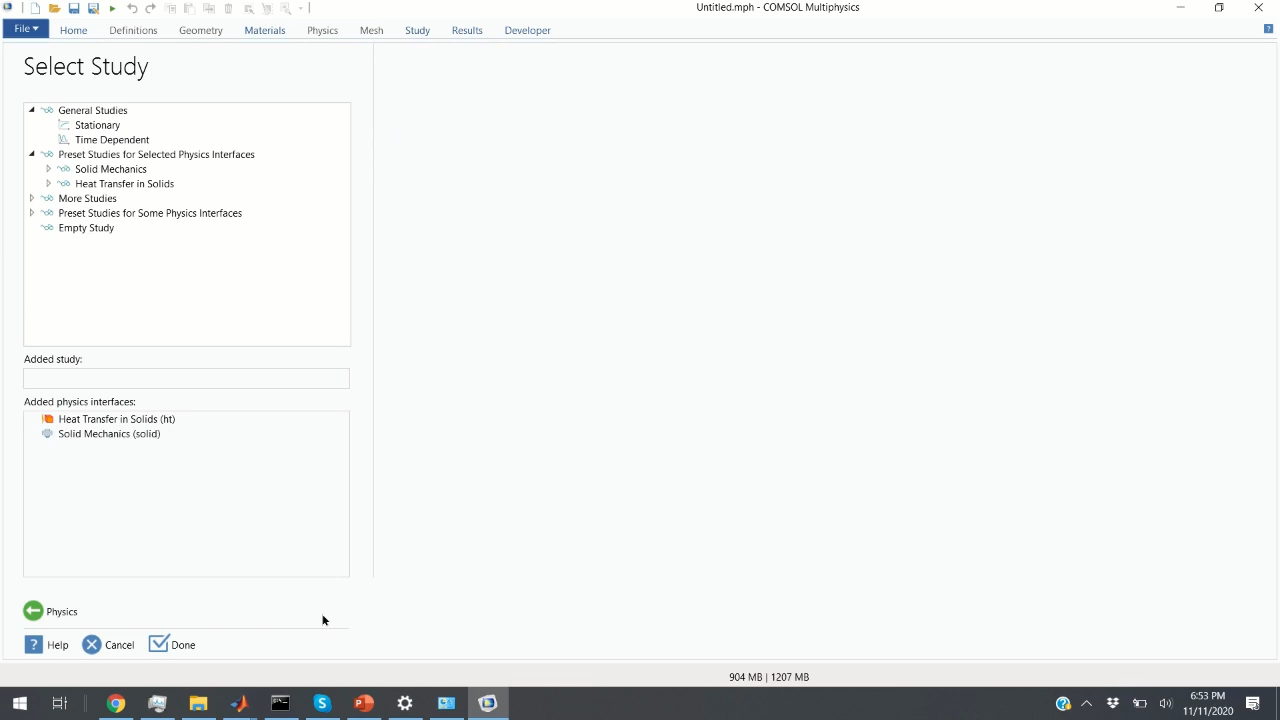 Untitled.mph - COMSOL Multiphysics
File Home Definitions Geometry Materials Physics Mesh Study Results Developer
Select Study
General Studies
Stationary
Time Dependent
Preset Studies for Selected Physics Interfaces
Solid Mechanics
Heat Transfer in Solids
More Studies
Preset Studies for Some Physics Interfaces
Empty Study
Added study:
Added physics interfaces:
Heat Transfer in Solids (ht)
Solid Mechanics (solid)
Physics
Help Cancel Done
904 MB | 1207 MB
6:53 PM
11/11/2020